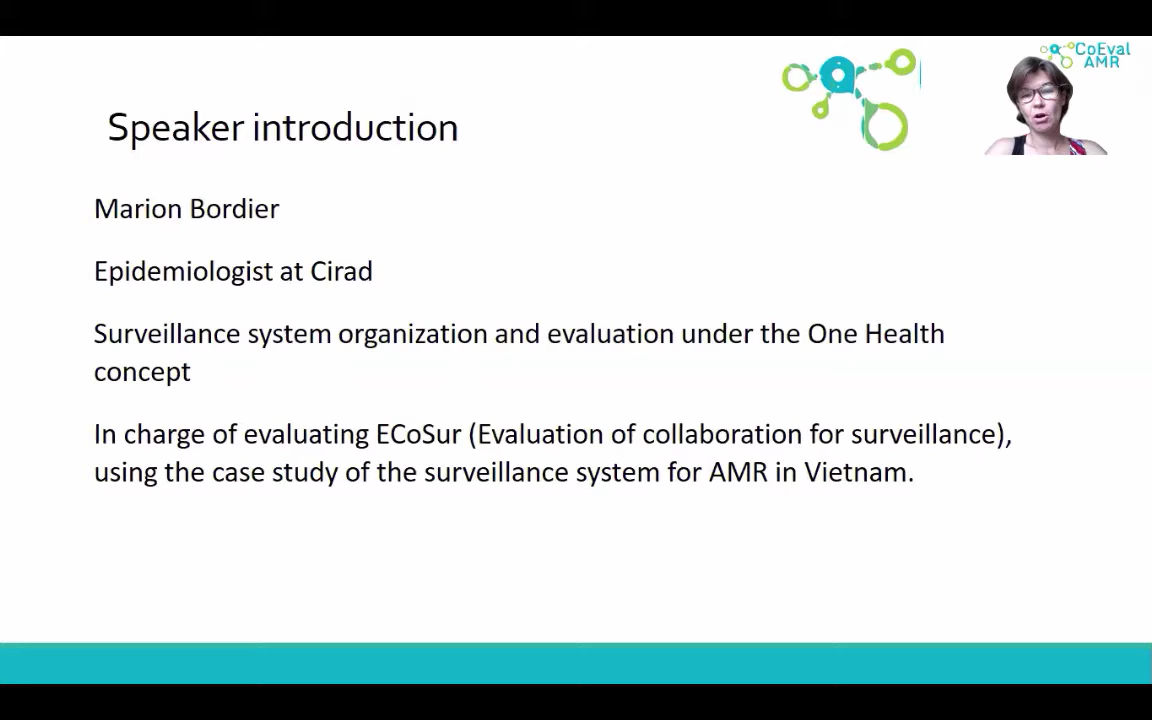 CoEval
AMR
Speaker introduction
Marion Bordier
Epidemiologist at Cirad
Surveillance system organization and evaluation under the One Health
concept
In charge of evaluating ECoSur (Evaluation of collaboration for surveillance),
using the case study of the surveillance system for AMR in Vietnam.